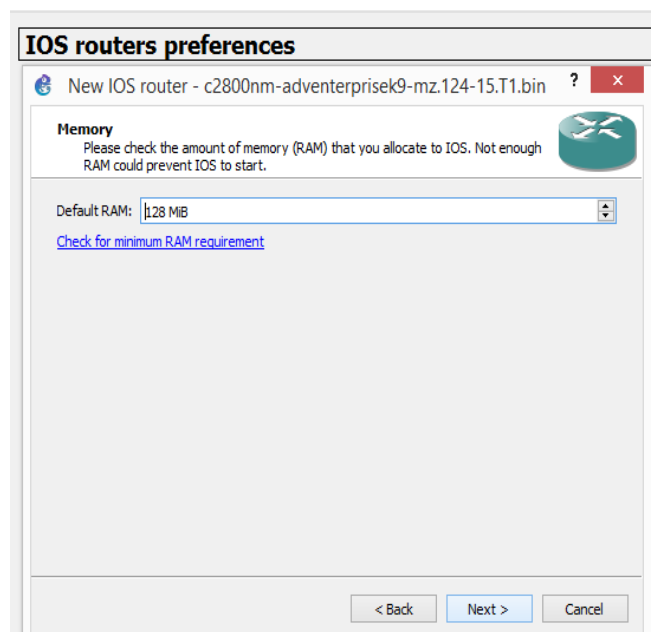 IOS routers preferences
New IOS router - c2800nm-adventerprisek9-mz.124-15.T1.bin ? ×
Memory
Please check the amount of memory (RAM) that you allocate to IOS. Not enough
RAM could prevent IOS to start.
Default RAM: 128 MiB
Check for minimum RAM requirement
< Back Next > Cancel